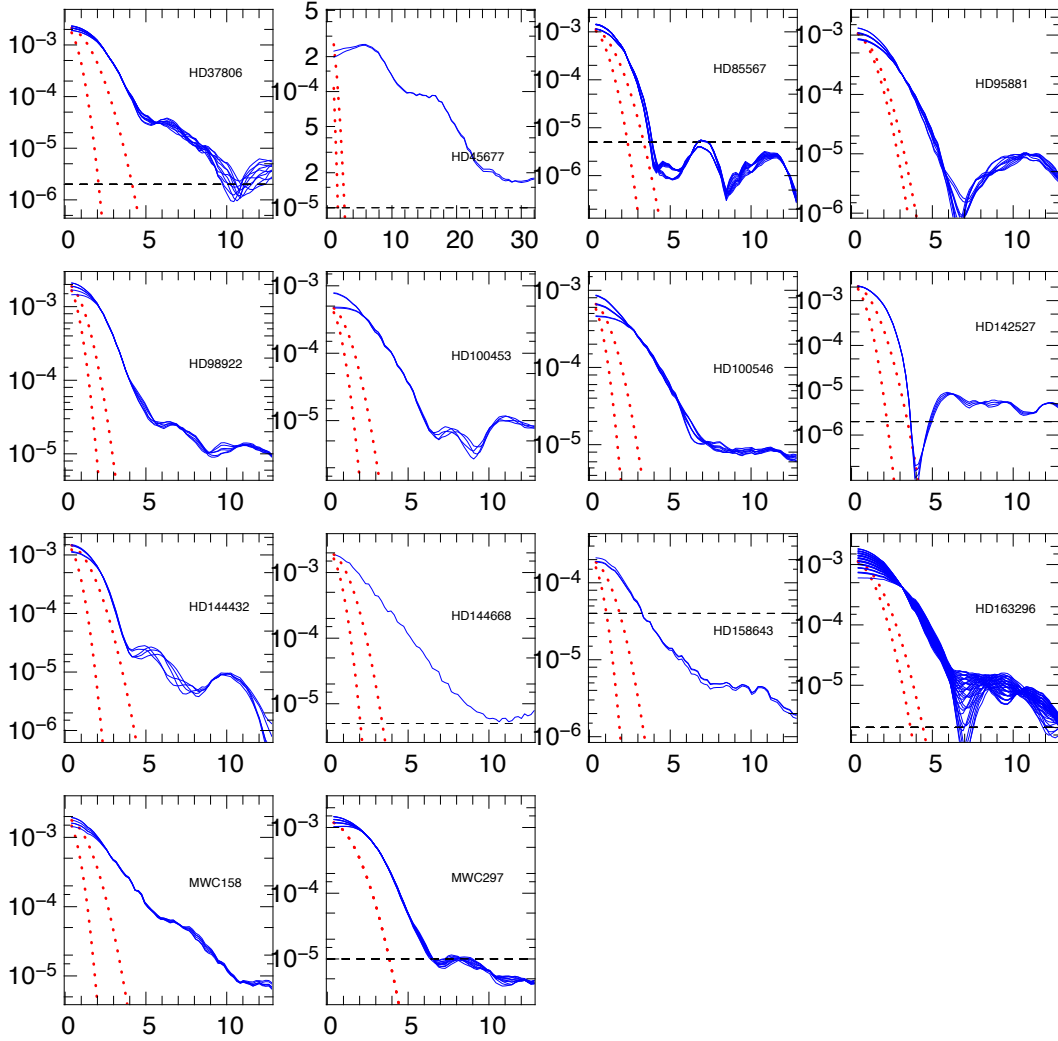 10⁻³
10⁻⁴
10⁻⁵
10⁻⁶
HD37806
0 5 10
5
2
10⁻⁴
5
2
10⁻⁵
HD45677
0 10 20 30
10⁻³
10⁻⁴
10⁻⁵
10⁻⁶
HD85567
0 5 10
10⁻³
10⁻⁴
10⁻⁵
10⁻⁶
HD95881
0 5 10
10⁻³
10⁻⁴
10⁻⁵
HD98922
0 5 10
10⁻³
10⁻⁴
10⁻⁵
HD100453
0 5 10
10⁻³
10⁻⁴
10⁻⁵
HD100546
0 5 10
10⁻³
10⁻⁴
10⁻⁵
10⁻⁶
HD142527
0 5 10
10⁻³
10⁻⁴
10⁻⁵
10⁻⁶
HD144432
0 5 10
10⁻³
10⁻⁴
10⁻⁵
HD144668
0 5 10
10⁻⁴
10⁻⁵
10⁻⁶
HD158643
0 5 10
10⁻³
10⁻⁴
10⁻⁵
HD163296
0 5 10
10⁻³
10⁻⁴
10⁻⁵
MWC158
0 5 10
10⁻³
10⁻⁴
10⁻⁵
MWC297
0 5 10